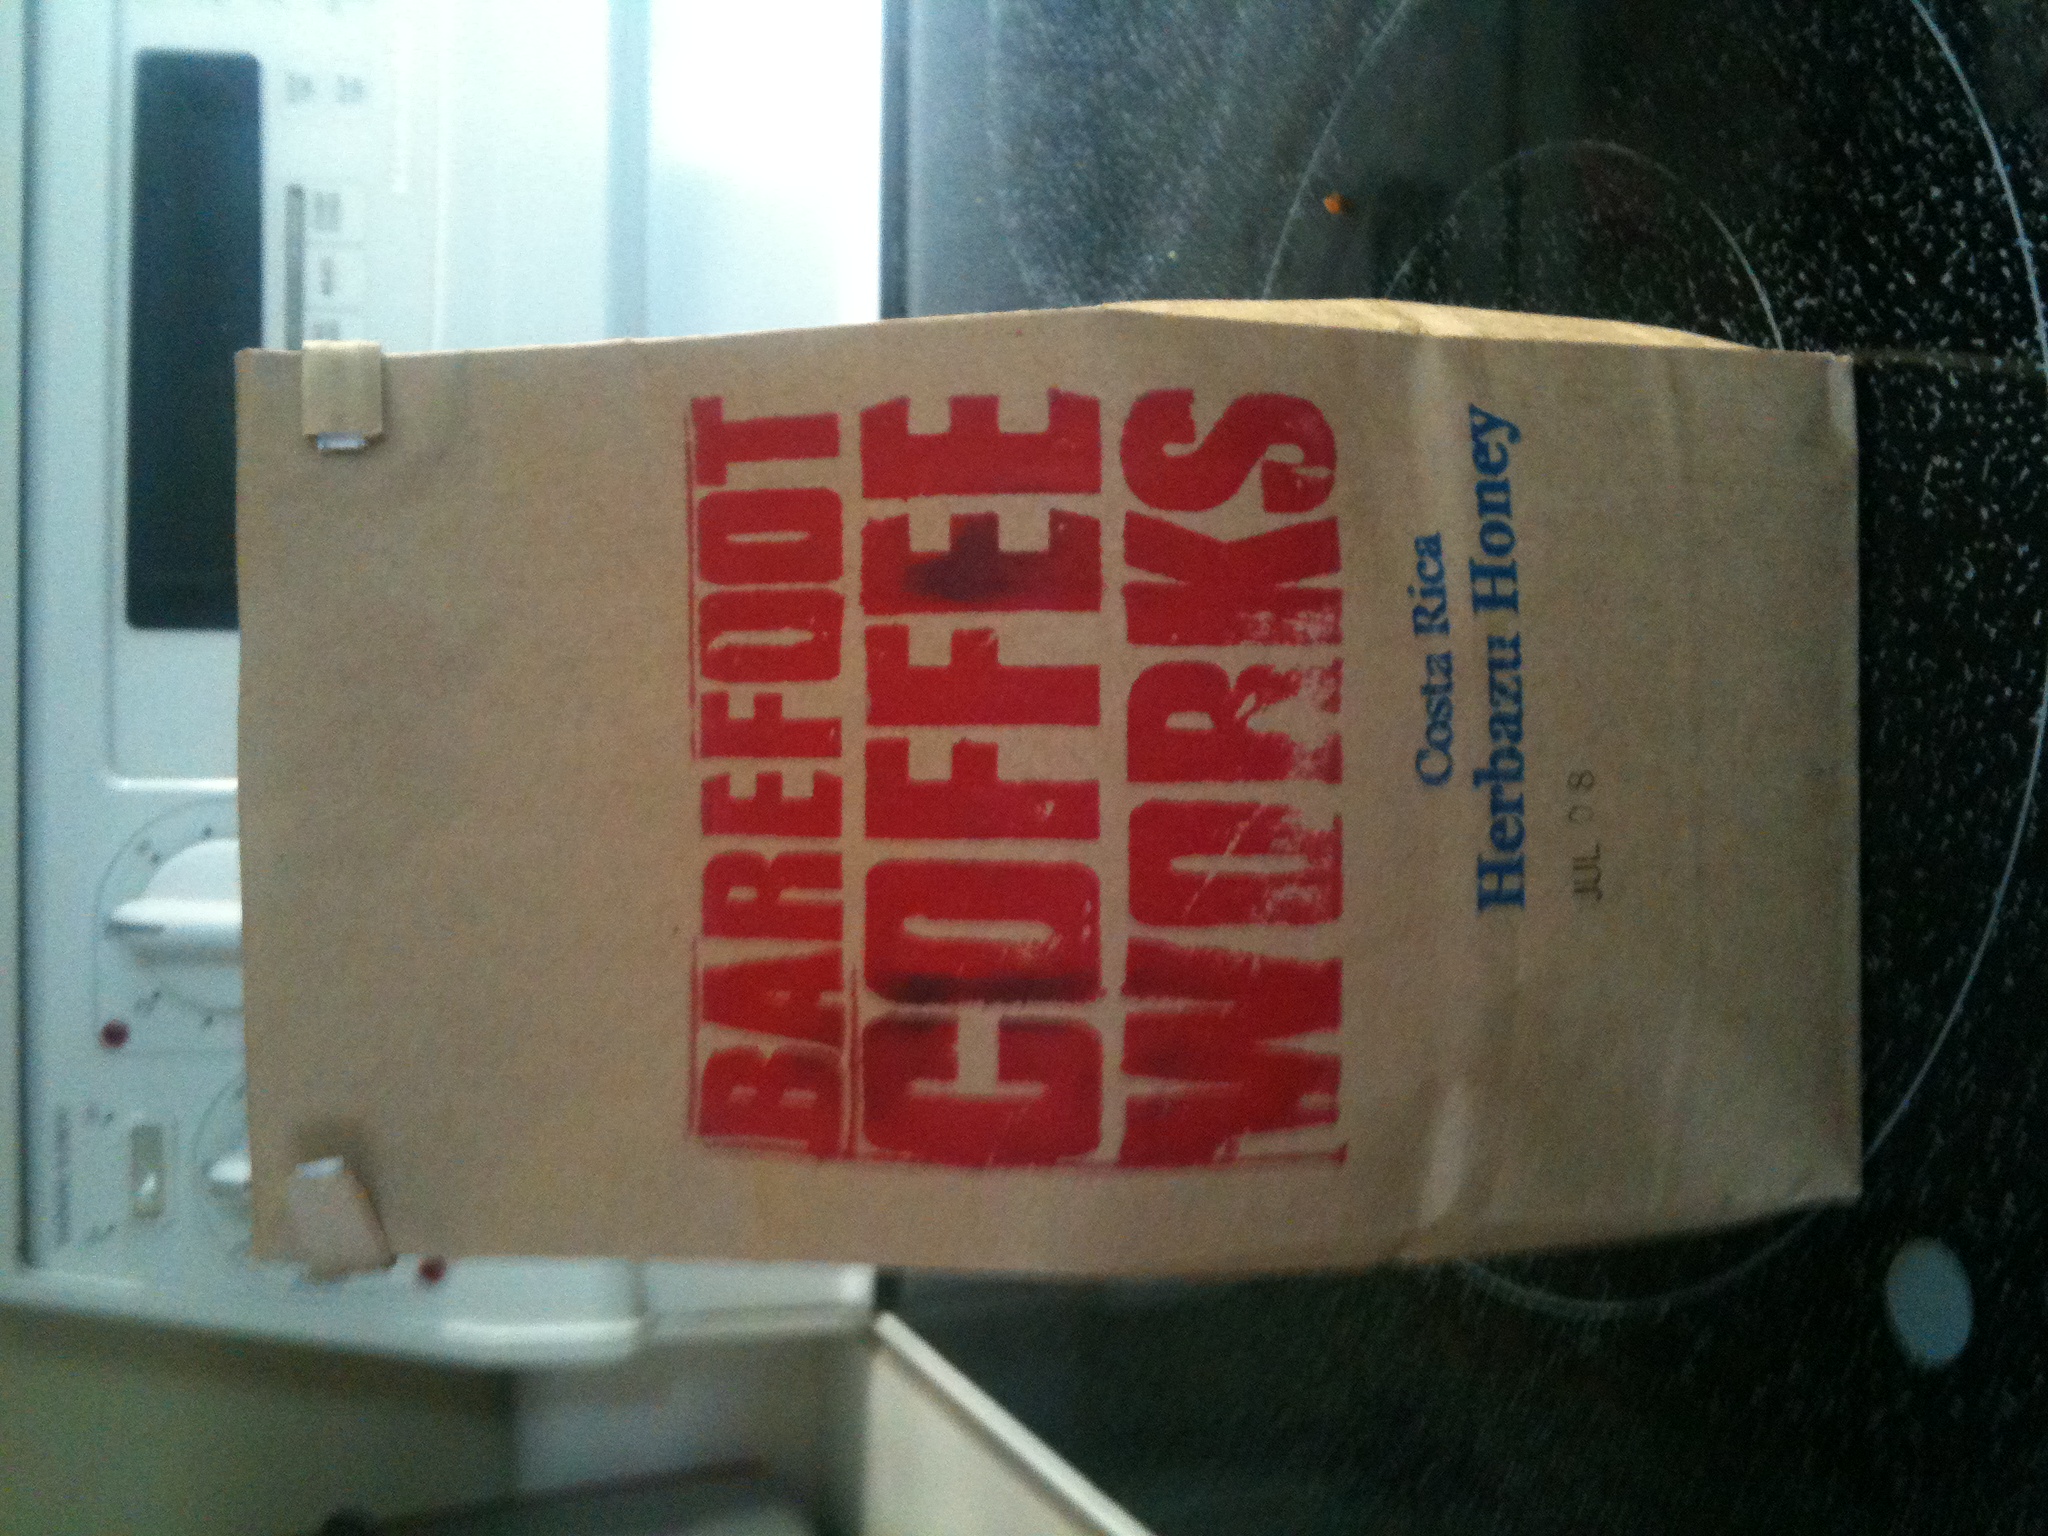 BAREFOOT
COFFEE
WORKS
Costa Rica
Herbazu Honey
JUL 08